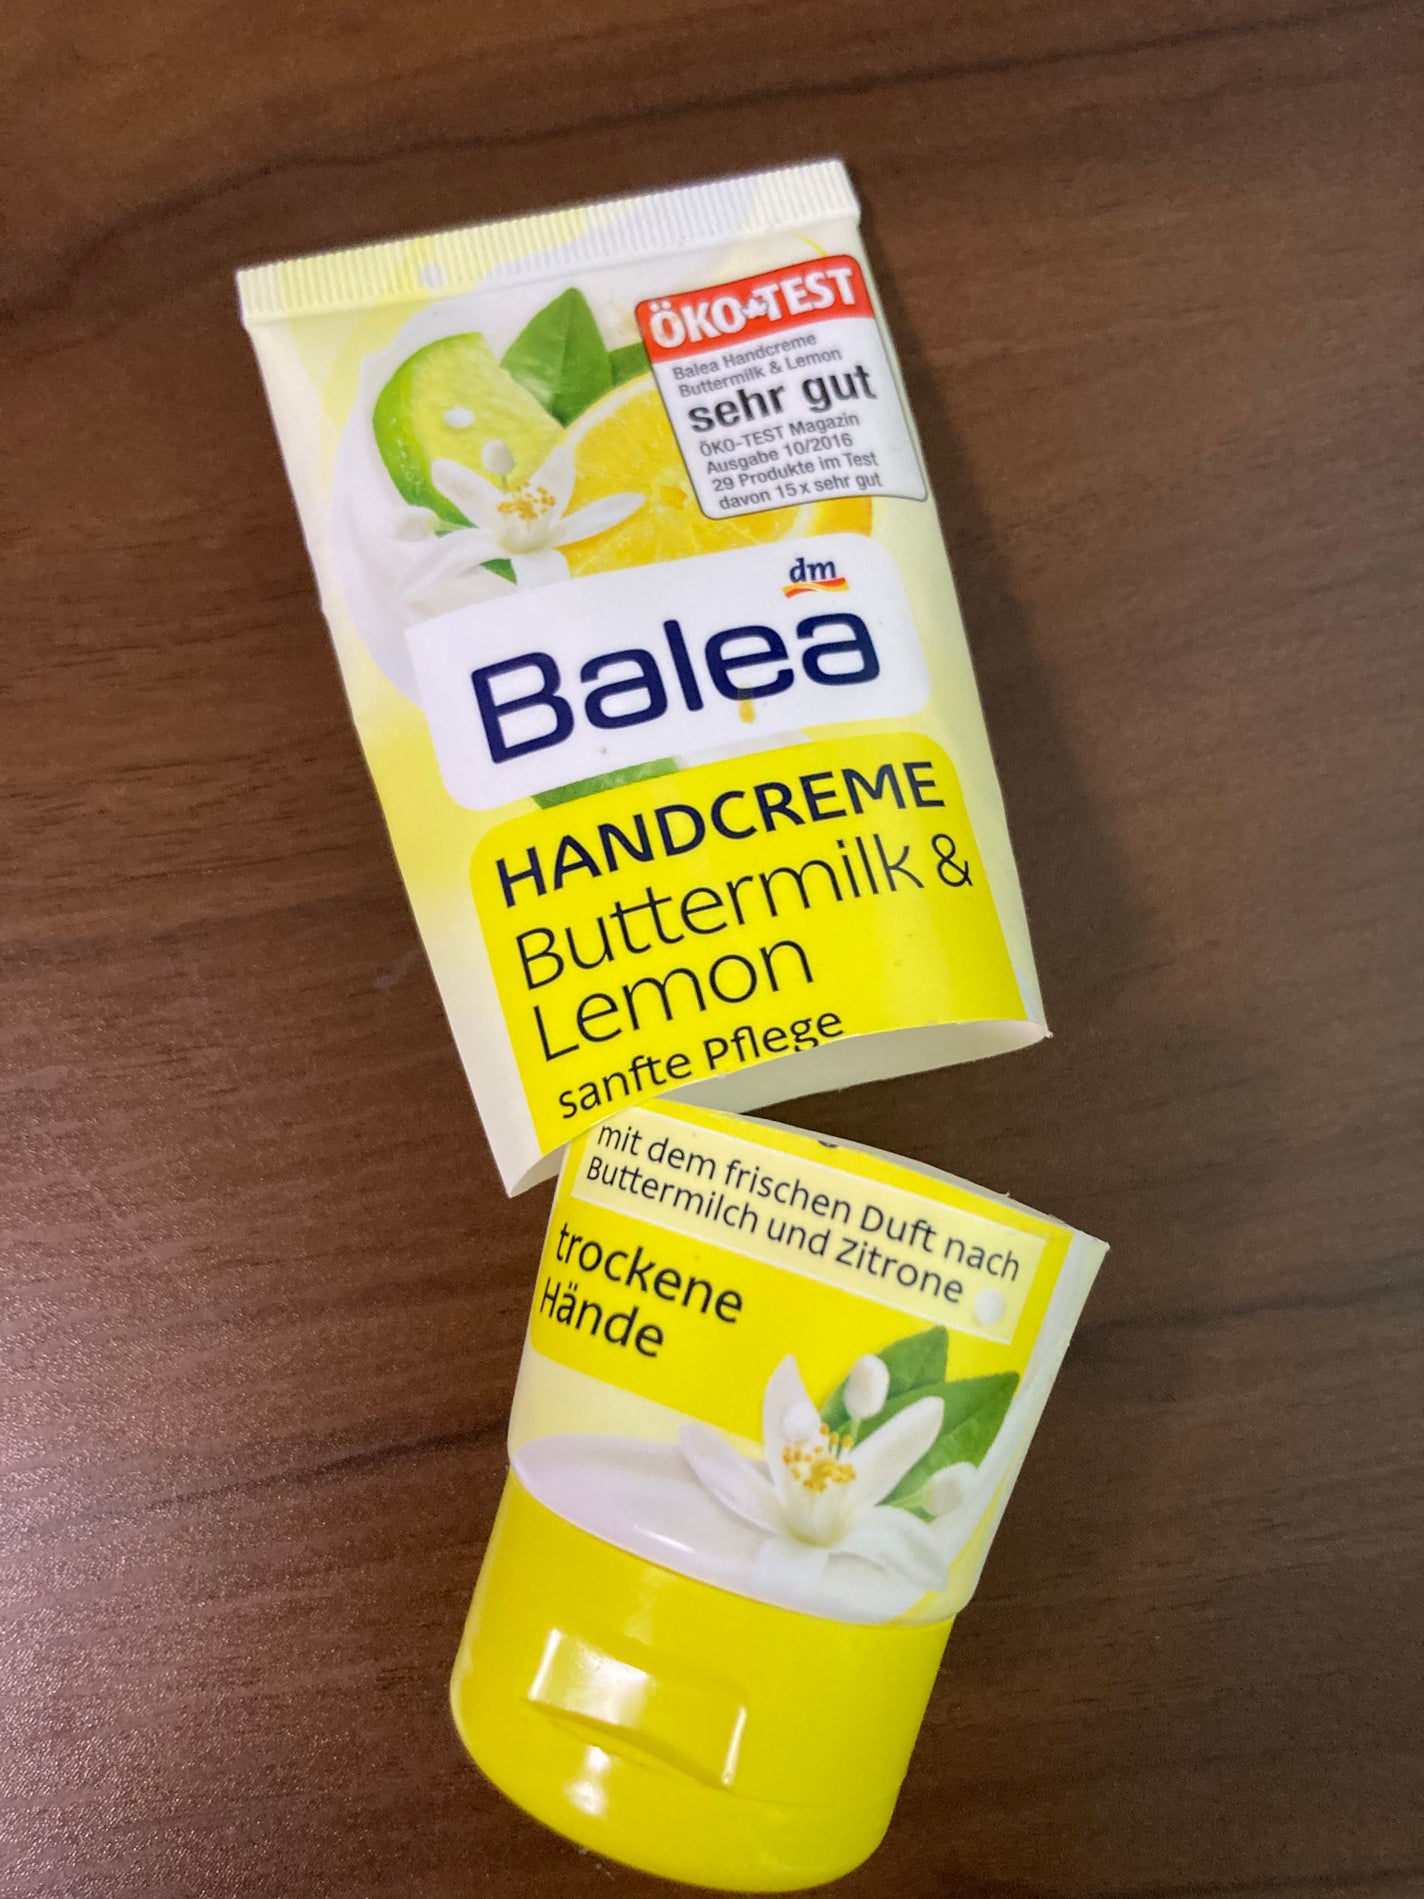 ÖKO-TEST
Balea Handcreme
Buttermilk & Lemon
sehr gut
ÖKO-TEST Magazin
Ausgabe 10/2016
29 Produkte im Test
davon 15 x sehr gut
dm
Balea
HANDCREME
Buttermilk &
Lemon
sanfte Pflege
mit dem frischen Duft nach
Buttermilch und Zitrone
trockene
Hände